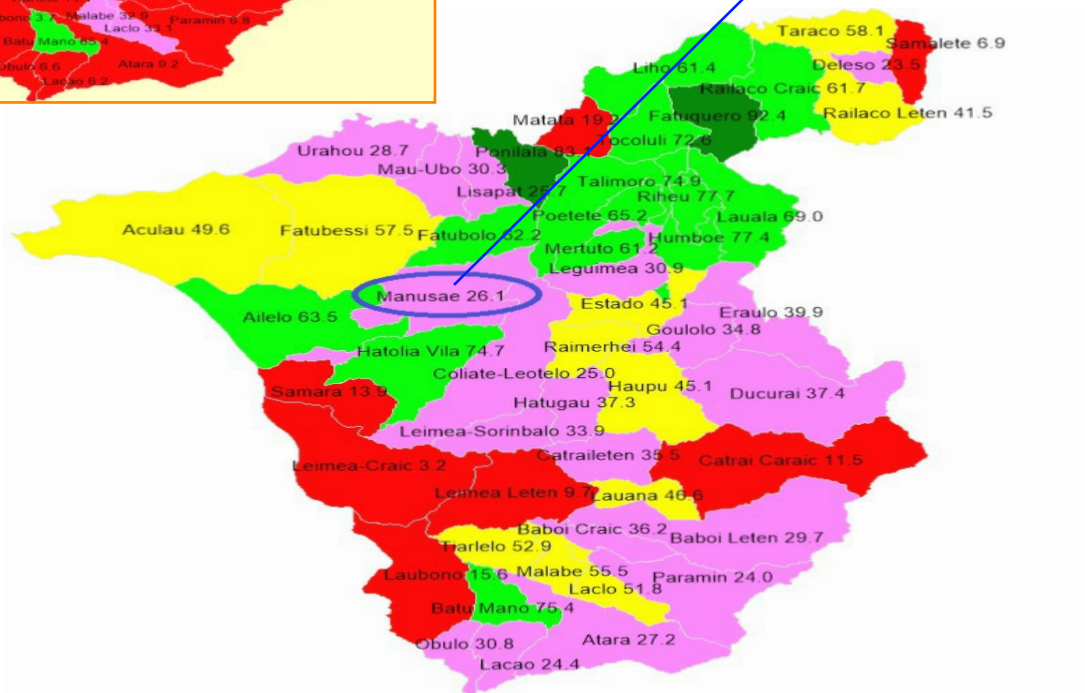 Malabe 32.9
Paramin 6.8
Laclo 33.1
Batu Mano 65.4
Obulo 6.6
Atara 9.2
Lacao 6.2
Taraco 58.1
Samalete 6.9
Liho 61.4
Deleso 23.5
Railaco Craic 61.7
Matata 19.2
Fatuquero 92.4
Railaco Leten 41.5
Tocoluli 72.6
Urahou 28.7
Ponilala 83.1
Mau-Ubo 30.3
Talimoro 74.9
Lisapat 25.7
Riheu 77.7
Poetete 65.2
Lauala 69.0
Aculau 49.6
Fatubessi 57.5
Fatubolo 62.2
Humboe 77.4
Mertuto 61.2
Leguimea 30.9
Manusae 26.1
Estado 45.1
Eraulo 39.9
Ailelo 63.5
Goulolo 34.8
Hatolia Vila 74.7
Raimerhei 54.4
Coliate-Leotelo 25.0
Haupu 45.1
Samara 13.9
Ducurai 37.4
Hatugau 37.3
Leimea-Sorinbalo 33.9
Catraileten 35.5
Catrai Caraic 11.5
Leimea-Craic 3.2
Leimea Leten 9.7
Lauana 46.6
Baboi Craic 36.2
Baboi Leten 29.7
Tiarlelo 52.9
Laubono 15.6
Malabe 55.5
Paramin 24.0
Laclo 51.8
Batu Mano 75.4
Obulo 30.8
Atara 27.2
Lacao 24.4